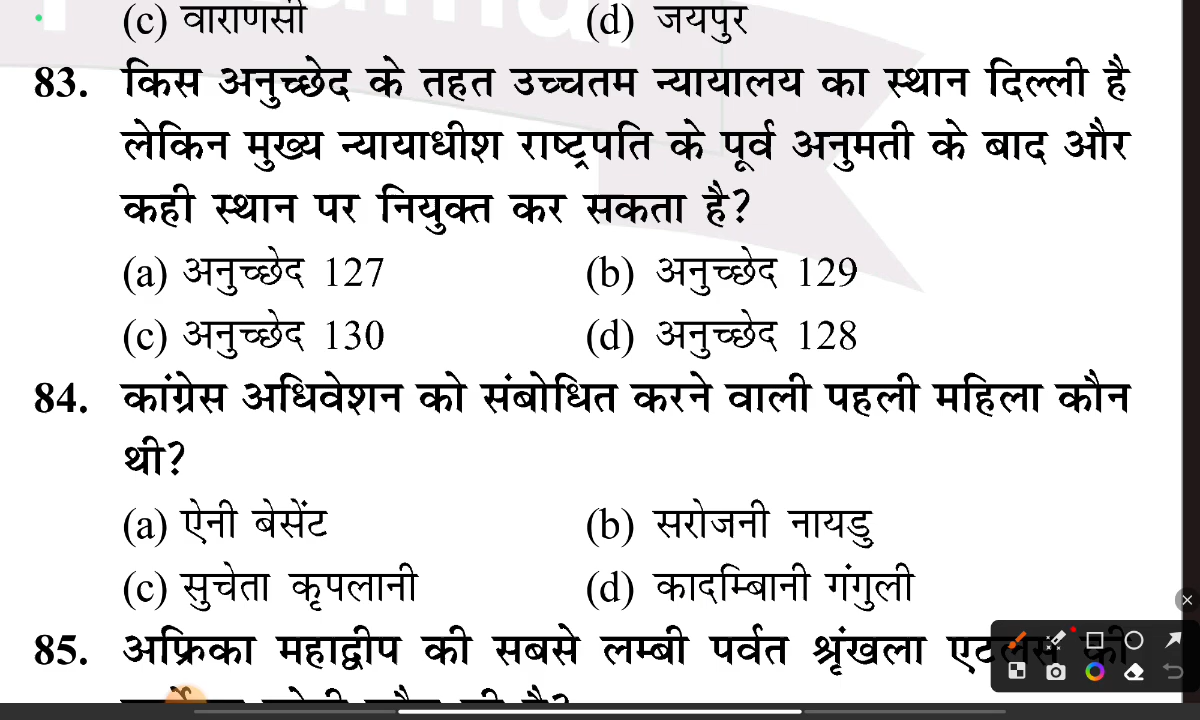 (c) वाराणसी (d) जयपुर
83. किस अनुच्छेद के तहत उच्चतम न्यायालय का स्थान दिल्ली है
लेकिन मुख्य न्यायाधीश राष्ट्रपति के पूर्व अनुमती के बाद और
कही स्थान पर नियुक्त कर सकता है?
(a) अनुच्छेद 127 (b) अनुच्छेद 129
(c) अनुच्छेद 130 (d) अनुच्छेद 128
84. कांग्रेस अधिवेशन को संबोधित करने वाली पहली महिला कौन
थी?
(a) ऐनी बेसेंट (b) सरोजनी नायडु
(c) सुचेता कृपलानी (d) कादम्बिानी गंगुली
85. अफ्रिका महाद्वीप की सबसे लम्बी पर्वत श्रृंखला एटलस की